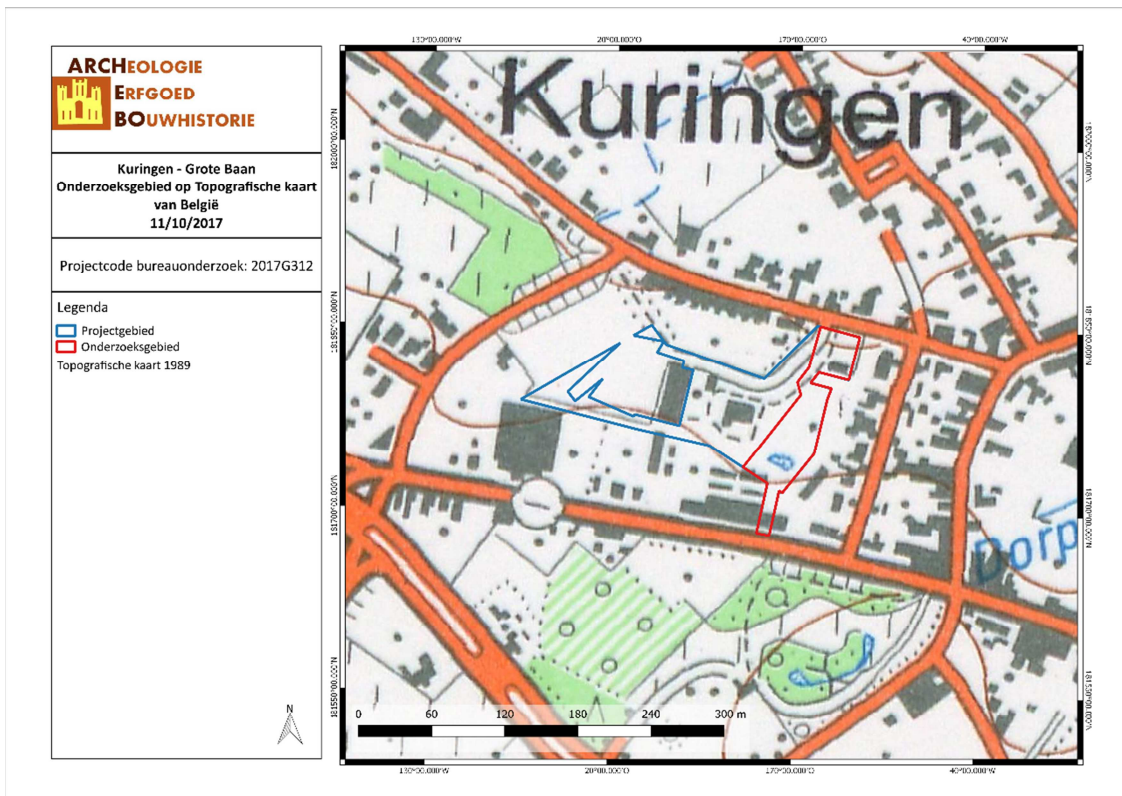 ARCHEOLOGIE
ERFGOED
BOUWHISTORIE
Kuringen - Grote Baan
Onderzoeksgebied op Topografische kaart
van België
11/10/2017
Projectcode bureauonderzoek: 2017G312
Legenda
Projectgebied
Onderzoeksgebied
Topografische kaart 1989
N
Kuringen
Dorp
0 60 120 180 240 300 m